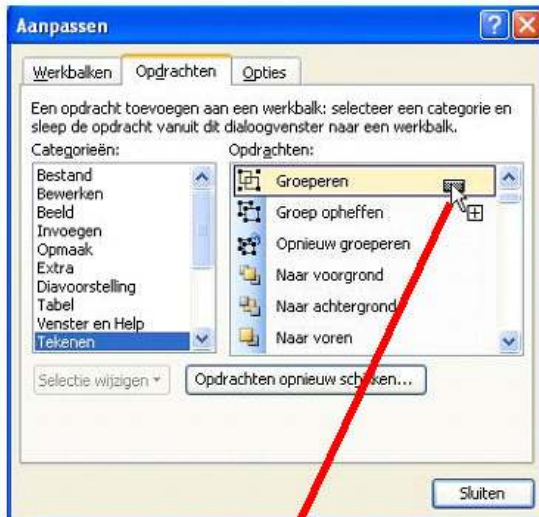 Aanpassen
Werkbalken Opdrachten Opties
Een opdracht toevoegen aan een werkbalk: selecteer een categorie en
sleep de opdracht vanuit dit dialoogvenster naar een werkbalk.
Categorieën: Opdrachten:
Bestand
Bewerken
Beeld
Invoegen
Opmaak
Extra
Diavoorstelling
Tabel
Venster en Help
Tekenen
Groeperen
Groep opheffen
Opnieuw groeperen
Naar voorgrond
Naar achtergrond
Naar voren
Selectie wijzigen Opdrachten opnieuw schikken...
Sluiten